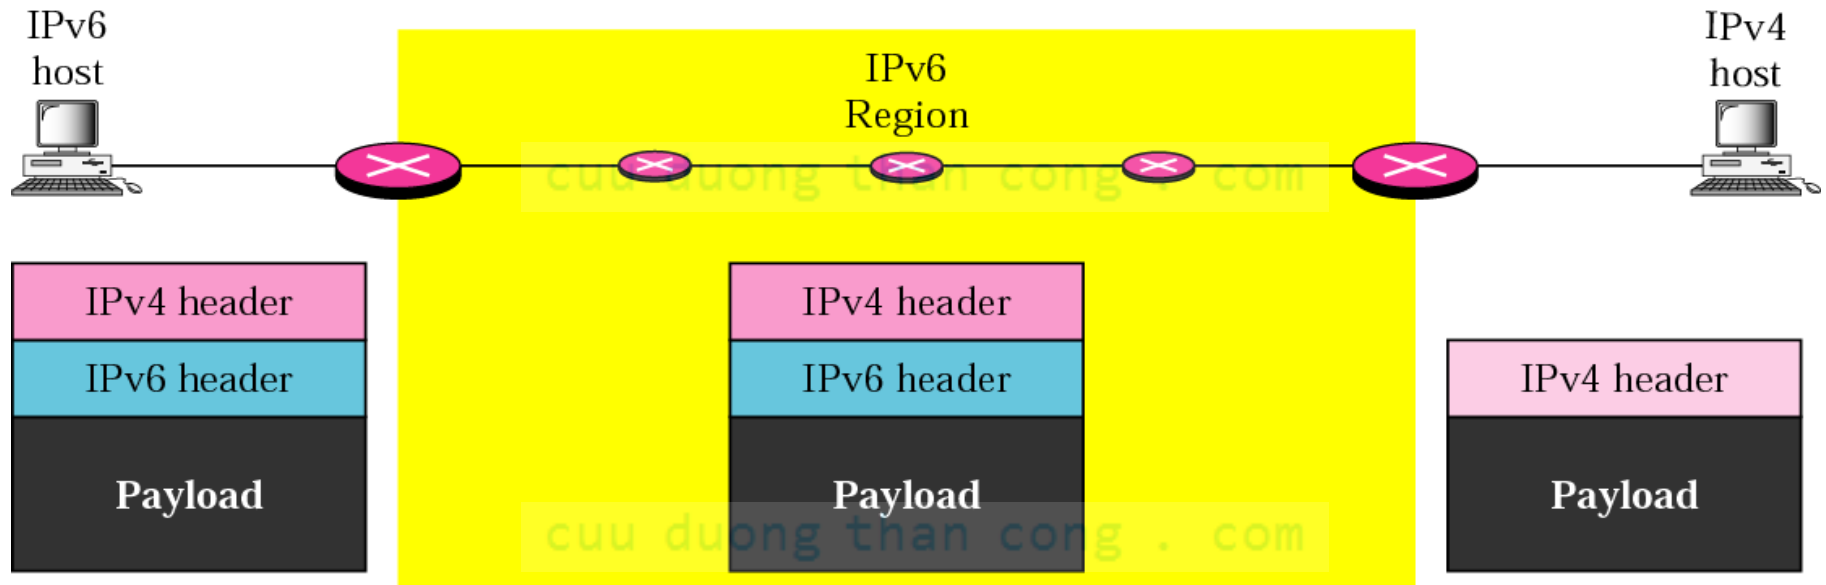 IPv6
host
IPv6
Region
IPv4
host
cuu duong than cong . com
IPv4 header
IPv6 header
Payload
IPv4 header
IPv6 header
Payload
IPv4 header
Payload
cuu duong than cong . com